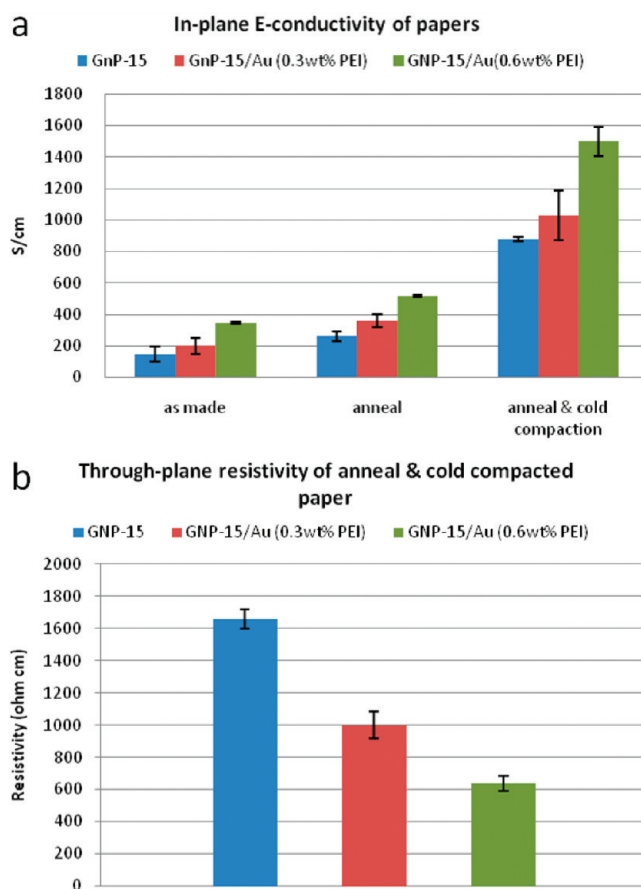 a
In-plane E-conductivity of papers
GnP-15 GnP-15/Au (0.3wt% PEI) GNP-15/Au(0.6wt% PEI)
1800
1600
1400
1200
1000
800
600
400
200
0
S/cm
as made anneal anneal & cold
compaction
b
Through-plane resistivity of anneal & cold compacted
paper
GNP-15 GNP-15/Au (0.3wt% PEI) GNP-15/Au (0.6wt% PEI)
2000
1800
1600
1400
1200
1000
800
600
400
200
0
Resistivity (ohm cm)